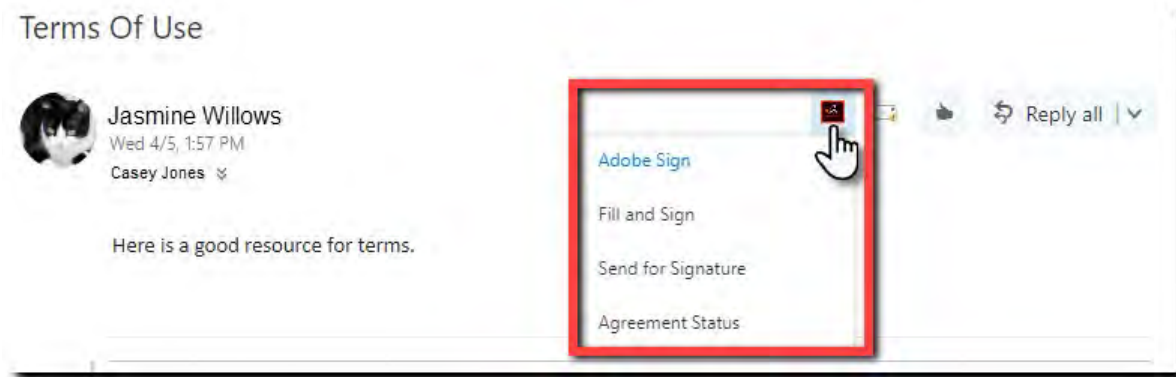 Terms Of Use
Jasmine Willows
Wed 4/5, 1:57 PM
Casey Jones
Here is a good resource for terms.
Reply all
Adobe Sign
Fill and Sign
Send for Signature
Agreement Status